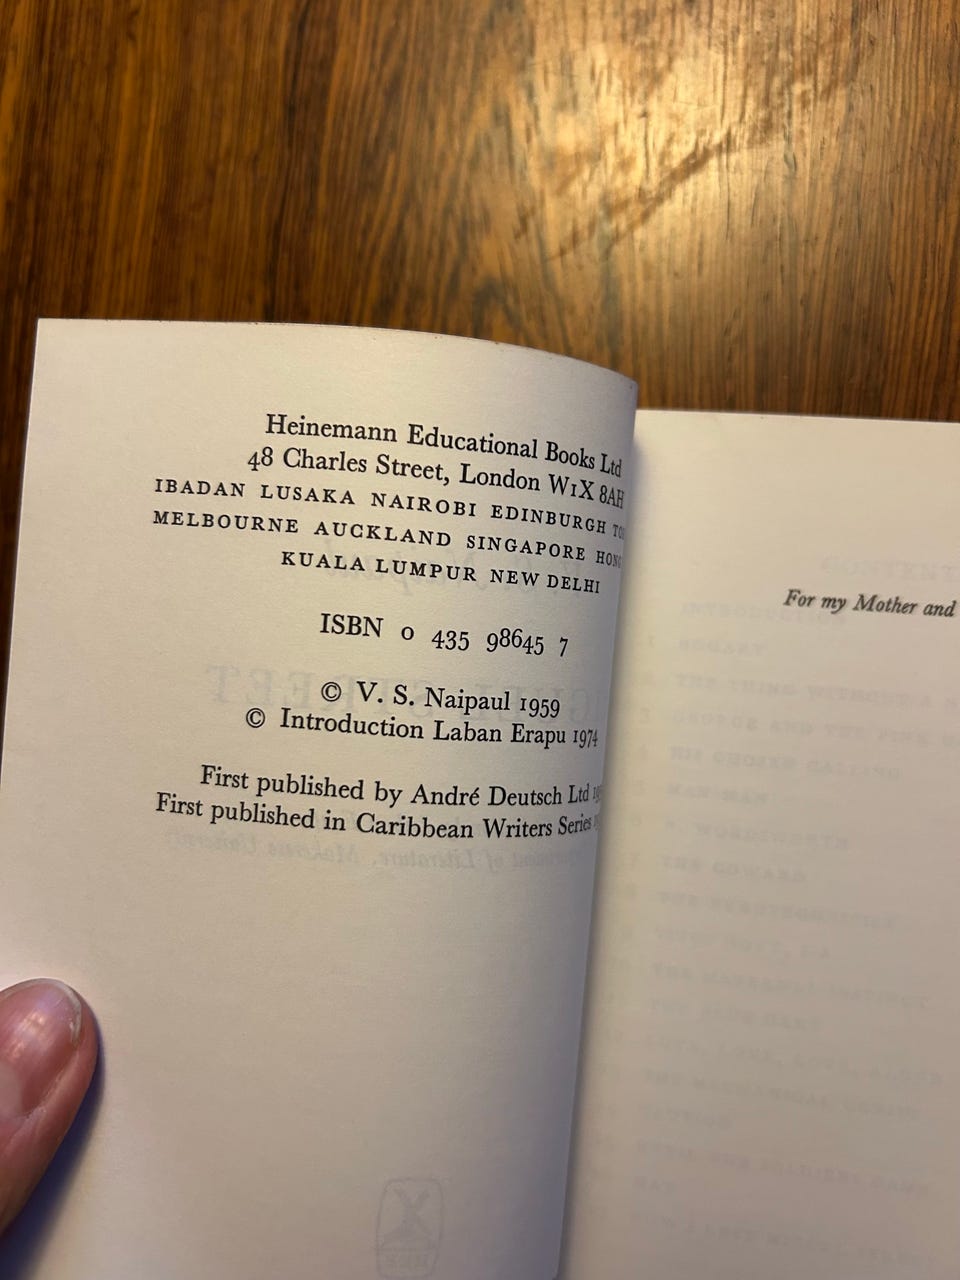 Heinemann Educational Books Ltd
48 Charles Street, London W1X 8AH
IBADAN LUSAKA NAIROBI EDINBURGH
MELBOURNE AUCKLAND SINGAPORE HONG
KUALA LUMPUR NEW DELHI
ISBN 0 435 98645 7
© V. S. Naipaul 1959
© Introduction Laban Erapu 1974
First published by André Deutsch Ltd
First published in Caribbean Writers Series
For my Mother and